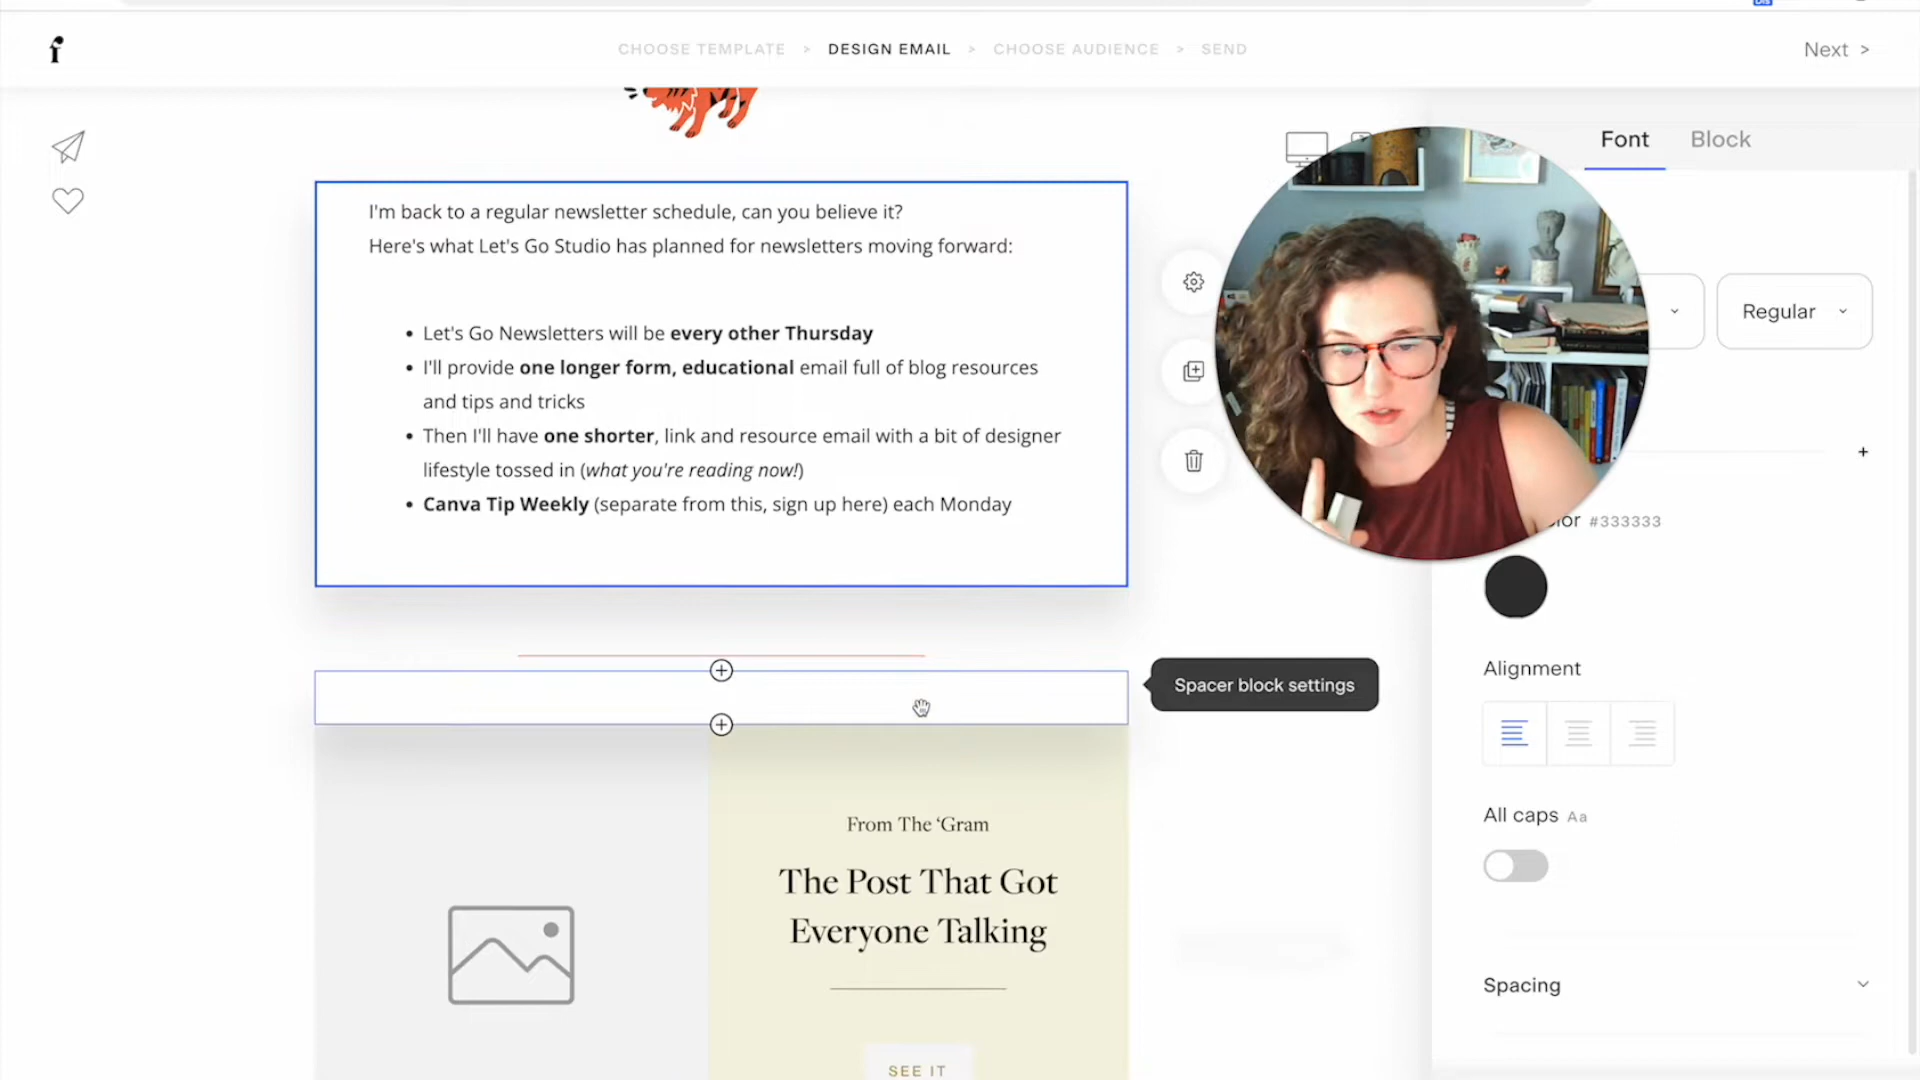 f
CHOOSE TEMPLATE > DESIGN EMAIL > CHOOSE AUDIENCE > SEND
Next >
Font Block
I'm back to a regular newsletter schedule, can you believe it?
Here's what Let's Go Studio has planned for newsletters moving forward:
Regular
• Let's Go Newsletters will be every other Thursday
• I'll provide one longer form, educational email full of blog resources
and tips and tricks
• Then I'll have one shorter, link and resource email with a bit of designer
lifestyle tossed in (what you're reading now!)
• Canva Tip Weekly (separate from this, sign up here) each Monday
#333333
Spacer block settings
Alignment
All caps Aa
From The ‘Gram
The Post That Got
Everyone Talking
SEE IT
Spacing